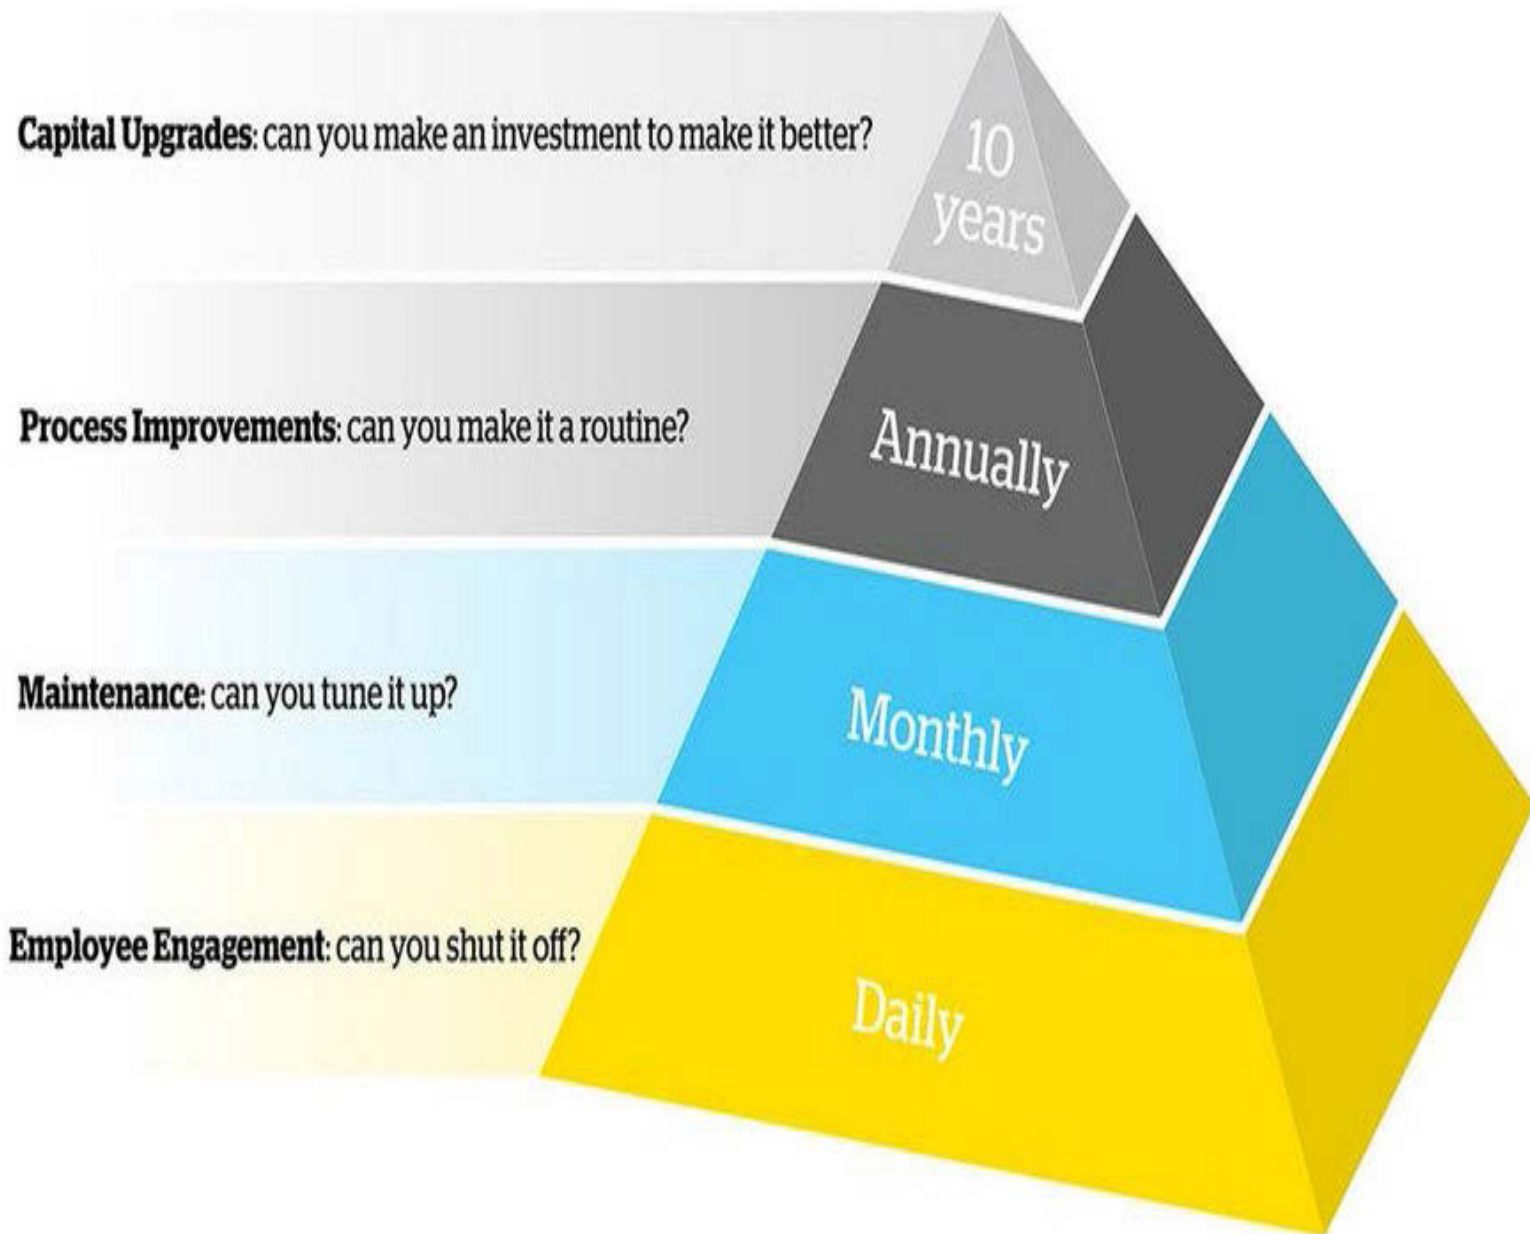 Capital Upgrades: can you make an investment to make it better?
10
years
Process Improvements: can you make it a routine?
Annually
Maintenance: can you tune it up?
Monthly
Employee Engagement: can you shut it off?
Daily